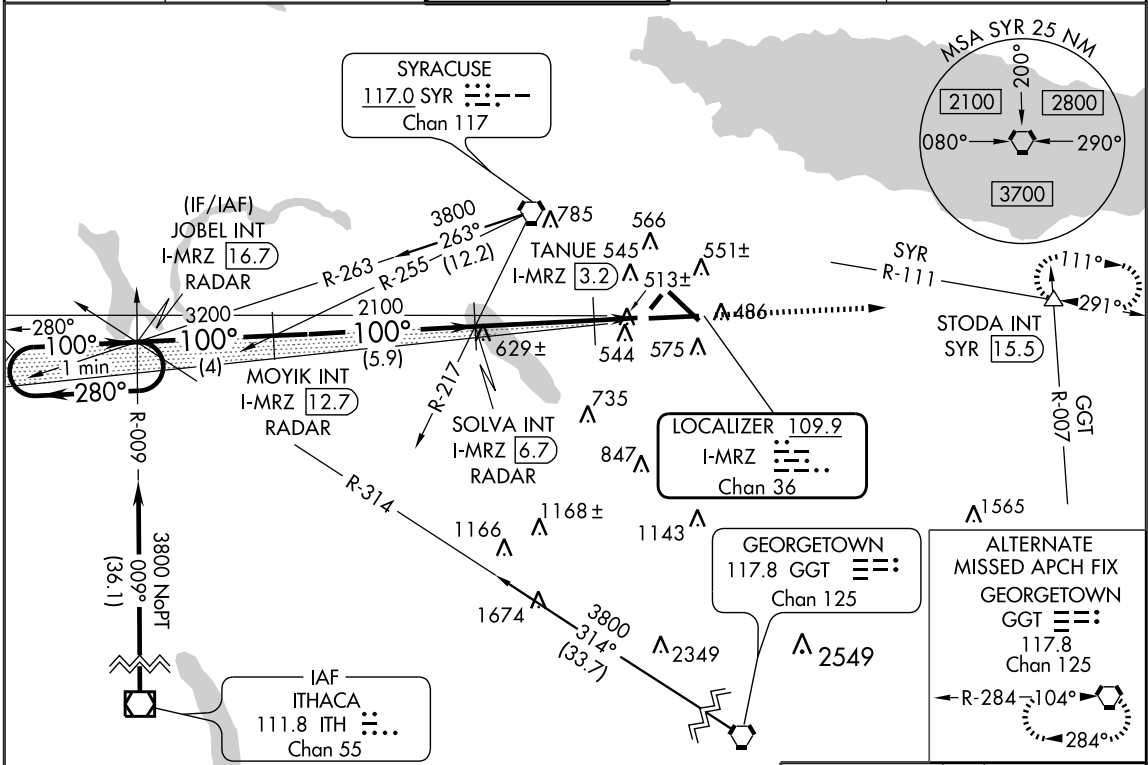 MSA SYR 25 NM
200°
2100
2800
080°
290°
3700
SYRACUSE
117.0 SYR
Chan 117
(IF/IAF)
JOBEL INT
I-MRZ 16.7
RADAR
3800
263°
(12.2)
R-263
R-255
785
566
TANUE 545
I-MRZ 3.2
551±
513±
SYR
R-111
111°
291°
STODA INT
SYR 15.5
280°
100°
1 min
280°
3200
100°
(4)
2100
100°
(5.9)
629±
544
575
486
MOYIK INT
I-MRZ 12.7
RADAR
R-217
SOLVA INT
I-MRZ 6.7
RADAR
735
847
LOCALIZER 109.9
I-MRZ
Chan 36
GGT
R-007
R-009
R-314
1166
1168±
1143
1565
3800 NoPT
009°
(36.1)
1674
3800
314°
(33.7)
2349
2549
GEORGETOWN
117.8 GGT
Chan 125
IAF
ITHACA
111.8 ITH
Chan 55
ALTERNATE
MISSED APCH FIX
GEORGETOWN
GGT
117.8
Chan 125
R-284
104°
284°